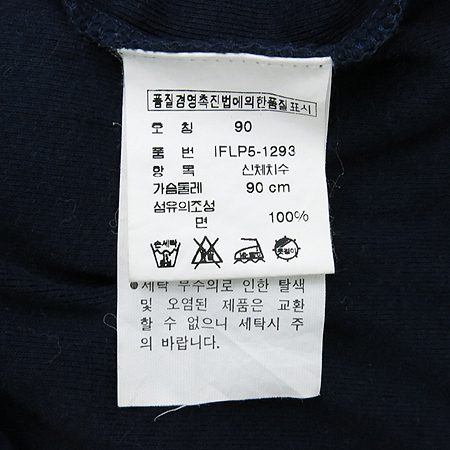 품질경영촉진법에의한품질표시
호 칭 90
품 번 IFLP5-1293
항 목 신체치수
가슴둘레 90 cm
섬유의조성
면 100%
손세탁
옷걸이
●세탁 부주의로 인한 탈색
및 오염된 제품은 교환
할 수 없으니 세탁시 주
의 바랍니다.